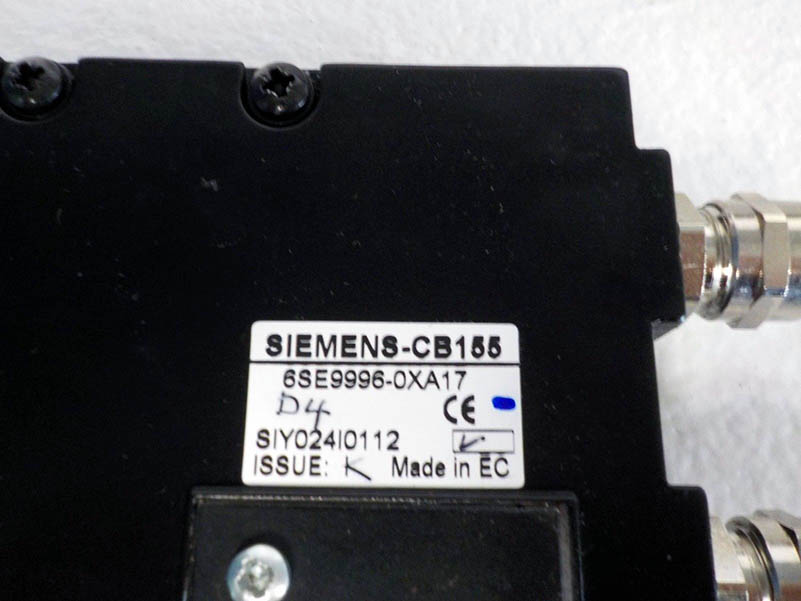 SIEMENS-CB155
6SE9996-0XA17
D4 CE
SIY024I0112
ISSUE: K Made in EC